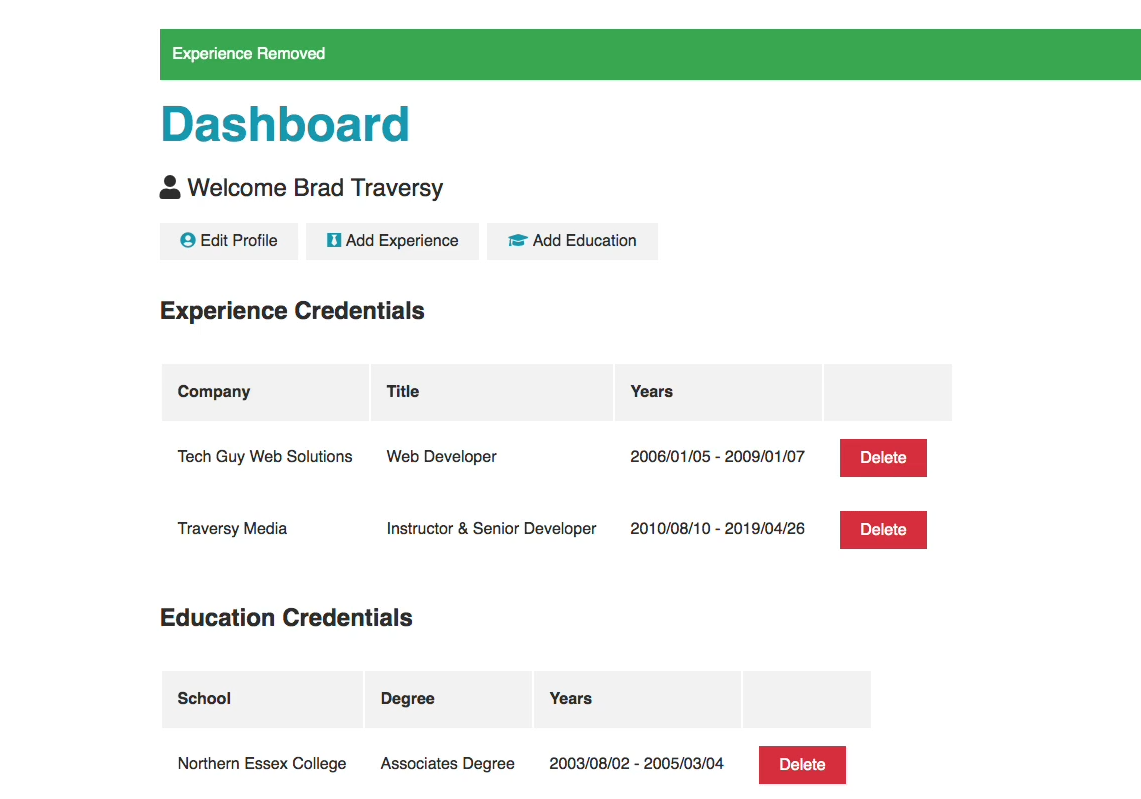 Experience Removed
Dashboard
Welcome Brad Traversy
Edit Profile Add Experience Add Education
Experience Credentials
Company Title Years
Tech Guy Web Solutions Web Developer 2006/01/05 - 2009/01/07 Delete
Traversy Media Instructor & Senior Developer 2010/08/10 - 2019/04/26 Delete
Education Credentials
School Degree Years
Northern Essex College Associates Degree 2003/08/02 - 2005/03/04 Delete